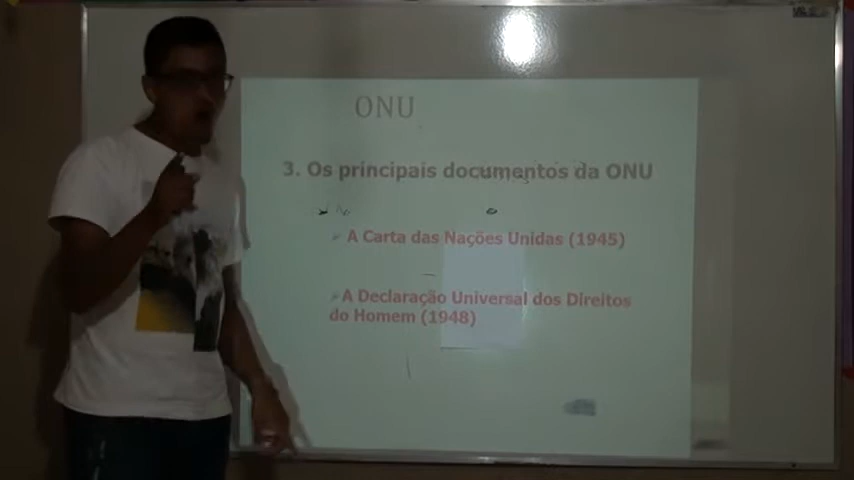 ONU
3. Os principais documentos da ONU
A Carta das Nações Unidas (1945)
A Declaração Universal dos Direitos
do Homem (1948)